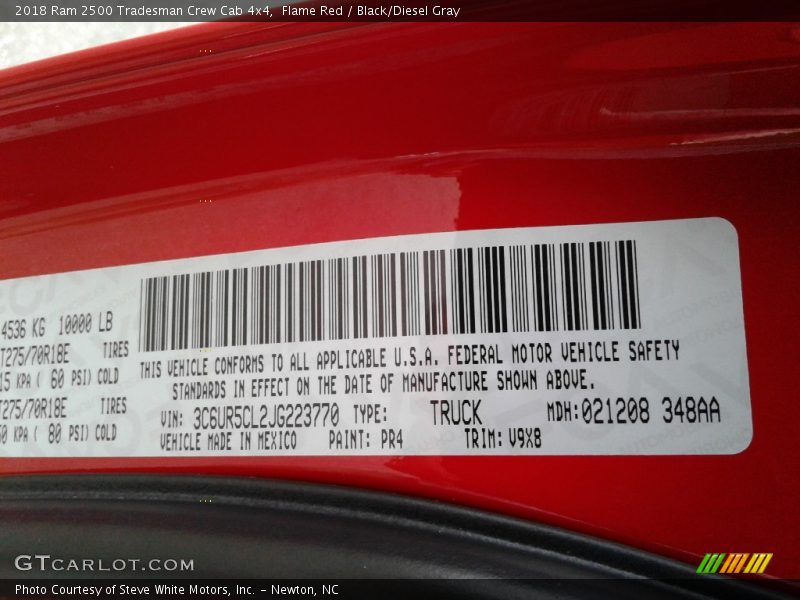 2018 Ram 2500 Tradesman Crew Cab 4x4, Flame Red / Black/Diesel Gray
4536 KG 10000 LB
T275/70R18E TIRES
15 KPA ( 60 PSI) COLD
T275/70R18E TIRES
50 KPA ( 80 PSI) COLD
THIS VEHICLE CONFORMS TO ALL APPLICABLE U.S.A. FEDERAL MOTOR VEHICLE SAFETY
STANDARDS IN EFFECT ON THE DATE OF MANUFACTURE SHOWN ABOVE.
VIN: 3C6UR5CL2JG223770 TYPE: TRUCK MDH:021208 348AA
VEHICLE MADE IN MEXICO PAINT: PR4 TRIM: V9X8
GTCARLOT.COM
Photo Courtesy of Steve White Motors, Inc. – Newton, NC